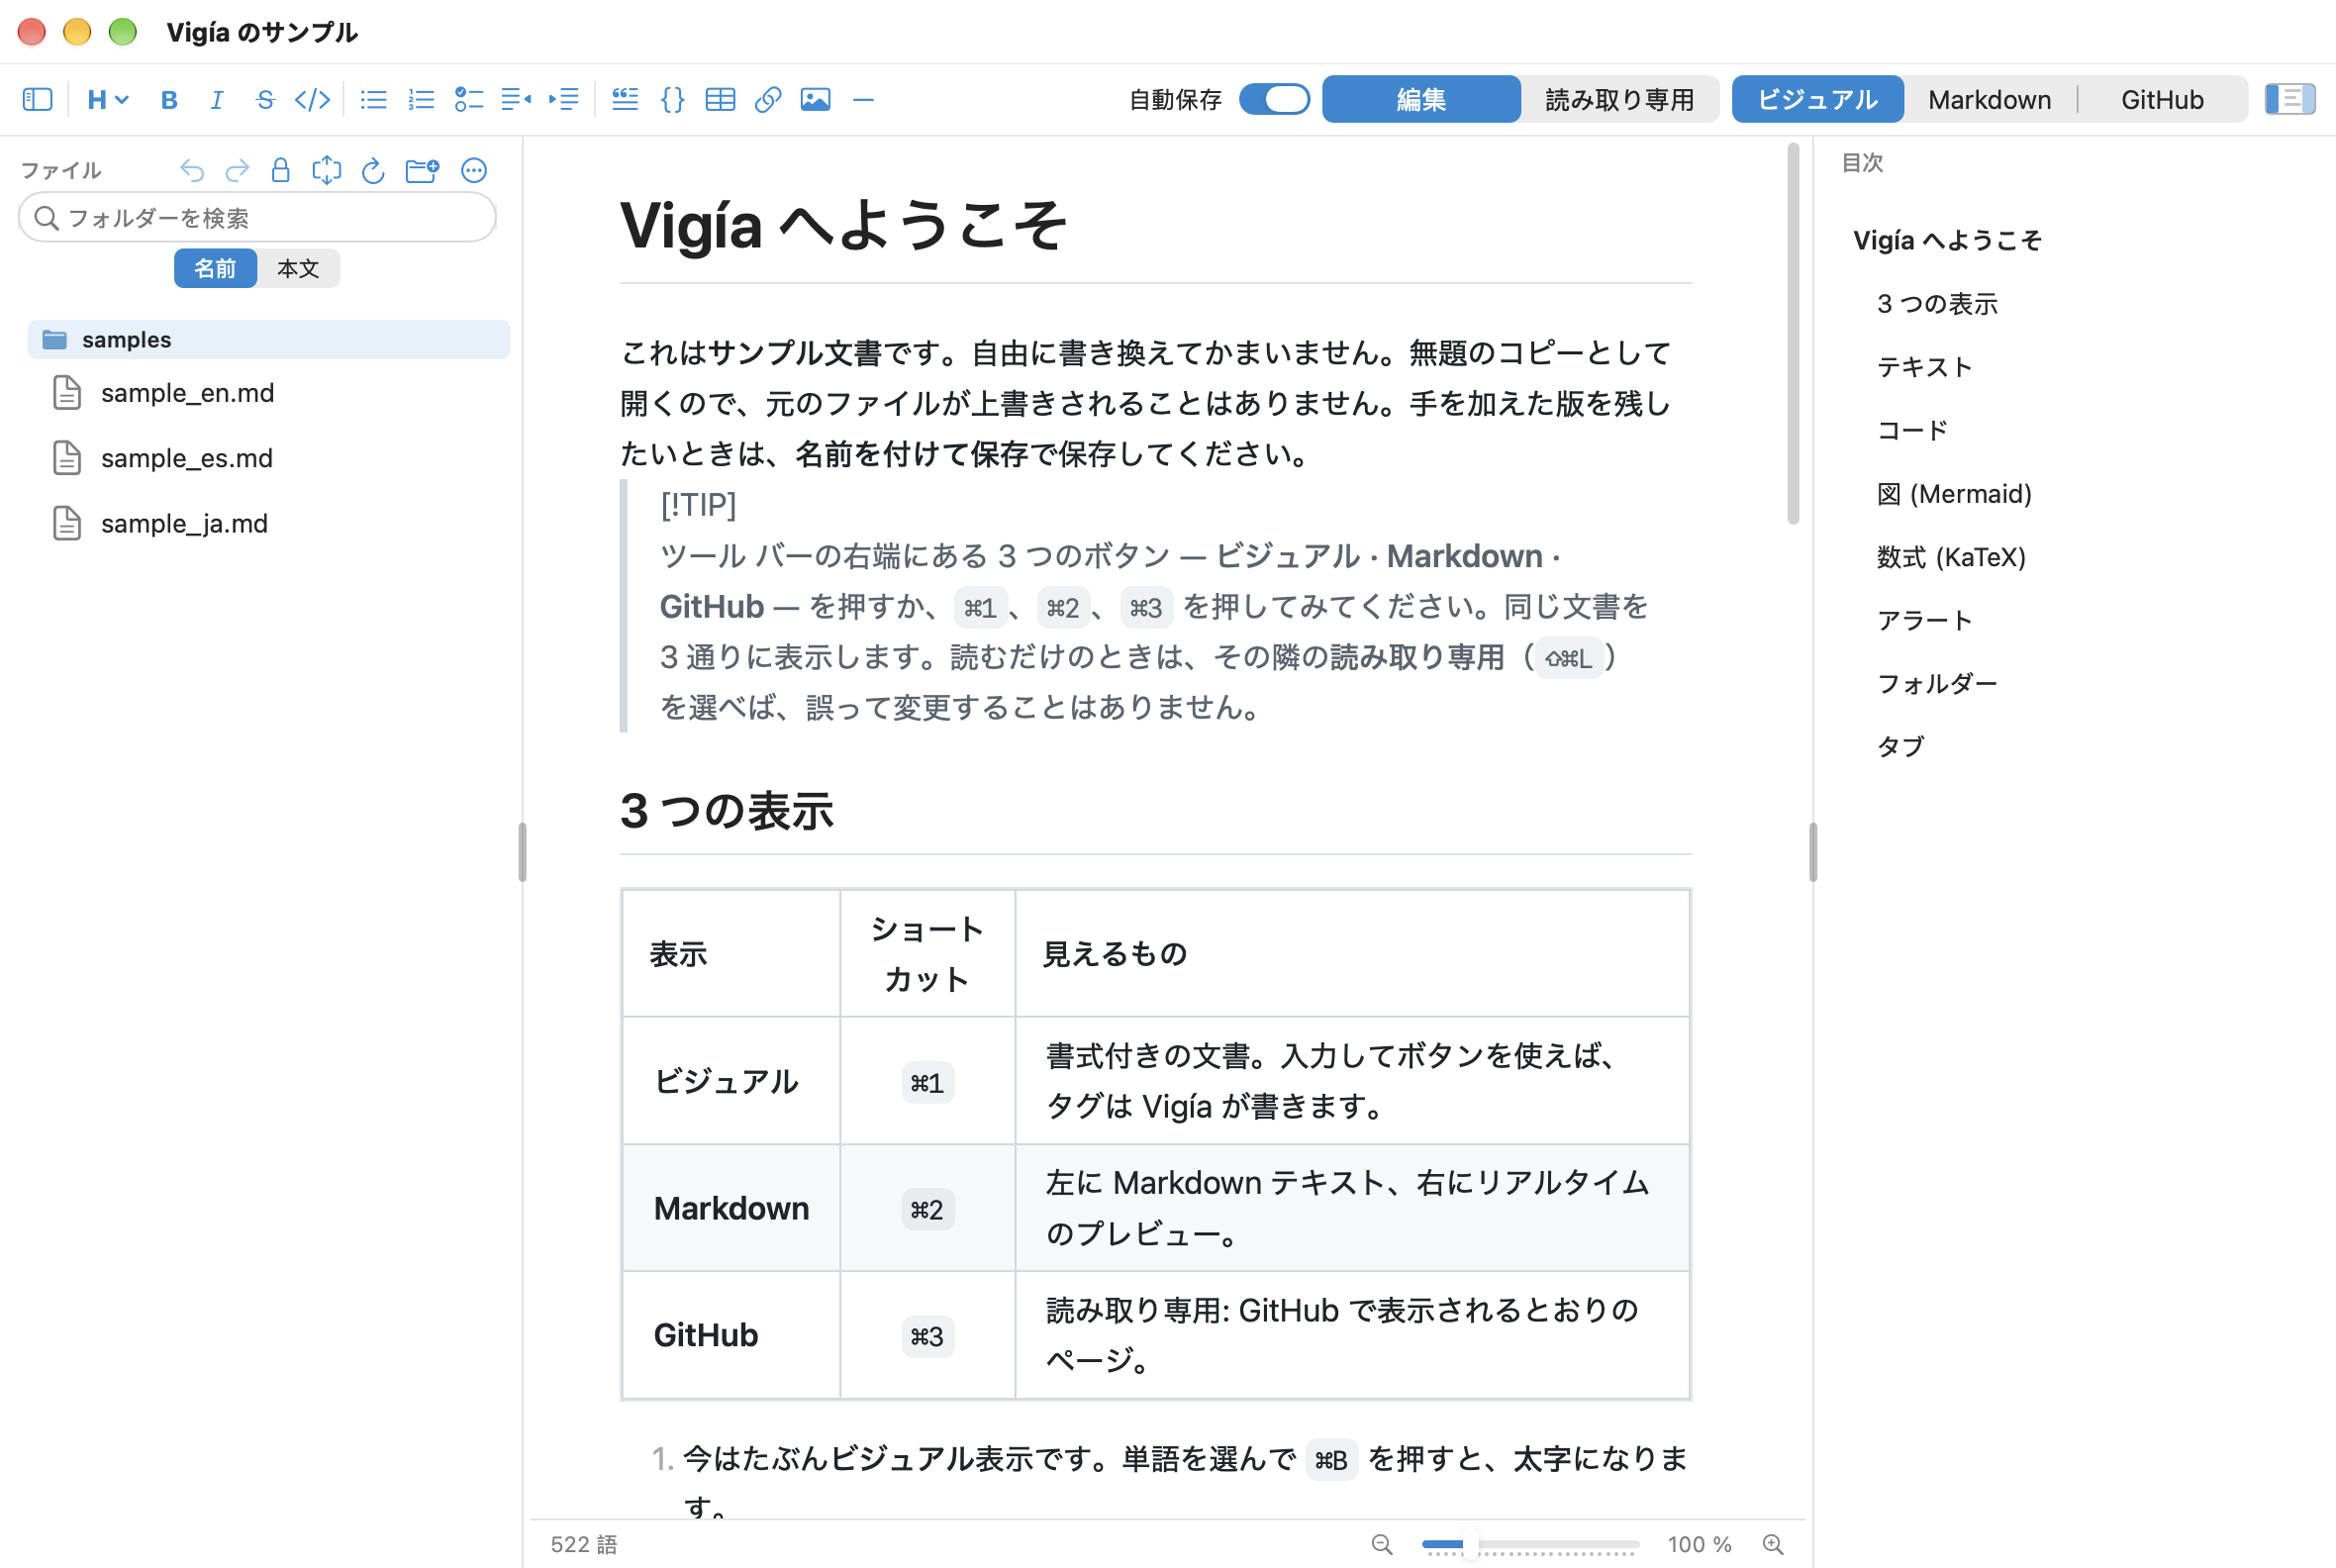 Vigía のサンプル
H B I S </>
自動保存 編集 読み取り専用 ビジュアル Markdown GitHub
ファイル
フォルダーを検索
名前 本文
samples
sample_en.md
sample_es.md
sample_ja.md
Vigía へようこそ
これはサンプル文書です。自由に書き換えてかまいません。無題のコピーとして
開くので、元のファイルが上書きされることはありません。手を加えた版を残し
たいときは、名前を付けて保存で保存してください。
[!TIP]
ツール バーの右端にある 3 つのボタン — ビジュアル · Markdown ·
GitHub — を押すか、 ⌘1 、 ⌘2 、 ⌘3 を押してみてください。同じ文書を
3 通りに表示します。読むだけのときは、その隣の読み取り専用（ ⇧⌘L ）
を選べば、誤って変更することはありません。
3 つの表示
表示
ショート
カット
見えるもの
ビジュアル
⌘1
書式付きの文書。入力してボタンを使えば、
タグは Vigía が書きます。
Markdown
⌘2
左に Markdown テキスト、右にリアルタイム
のプレビュー。
GitHub
⌘3
読み取り専用: GitHub で表示されるとおりの
ページ。
1. 今はたぶんビジュアル表示です。単語を選んで ⌘B を押すと、太字になりま
す。
522 語
100 %
目次
Vigía へようこそ
3 つの表示
テキスト
コード
図 (Mermaid)
数式 (KaTeX)
アラート
フォルダー
タブ